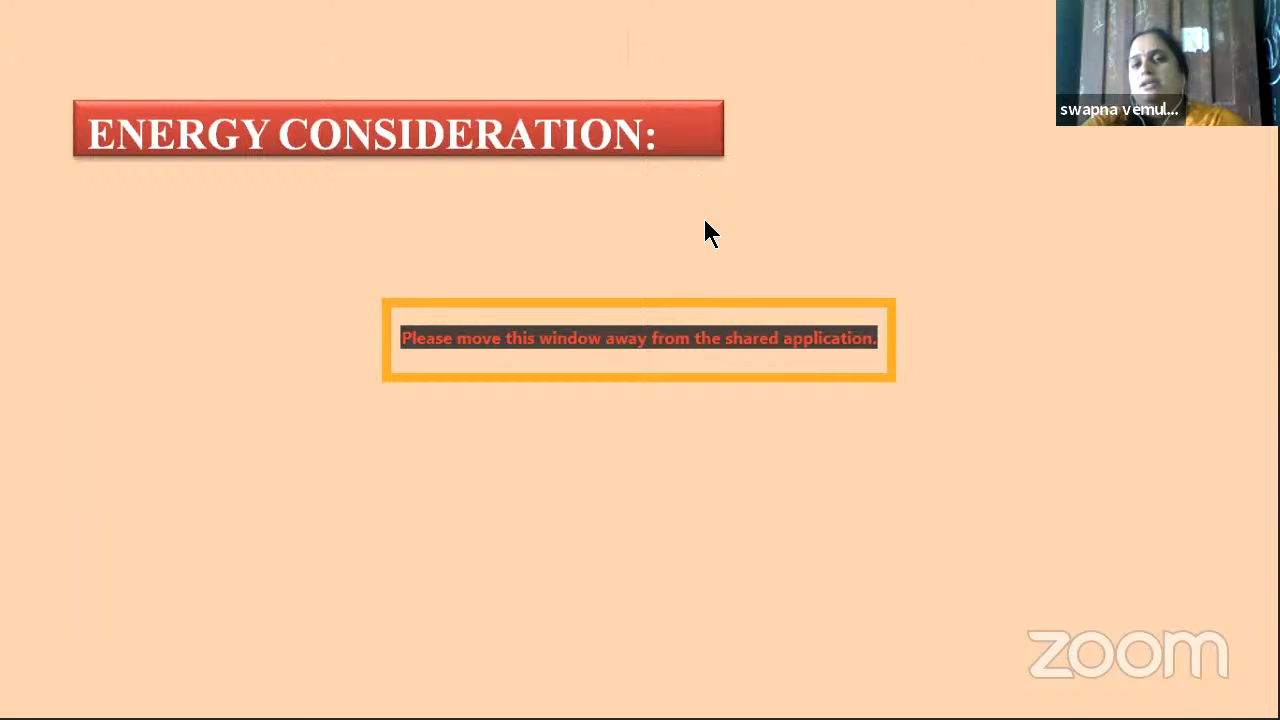 swapna vemul...
ENERGY CONSIDERATION:
Please move this window away from the shared application.
zoom